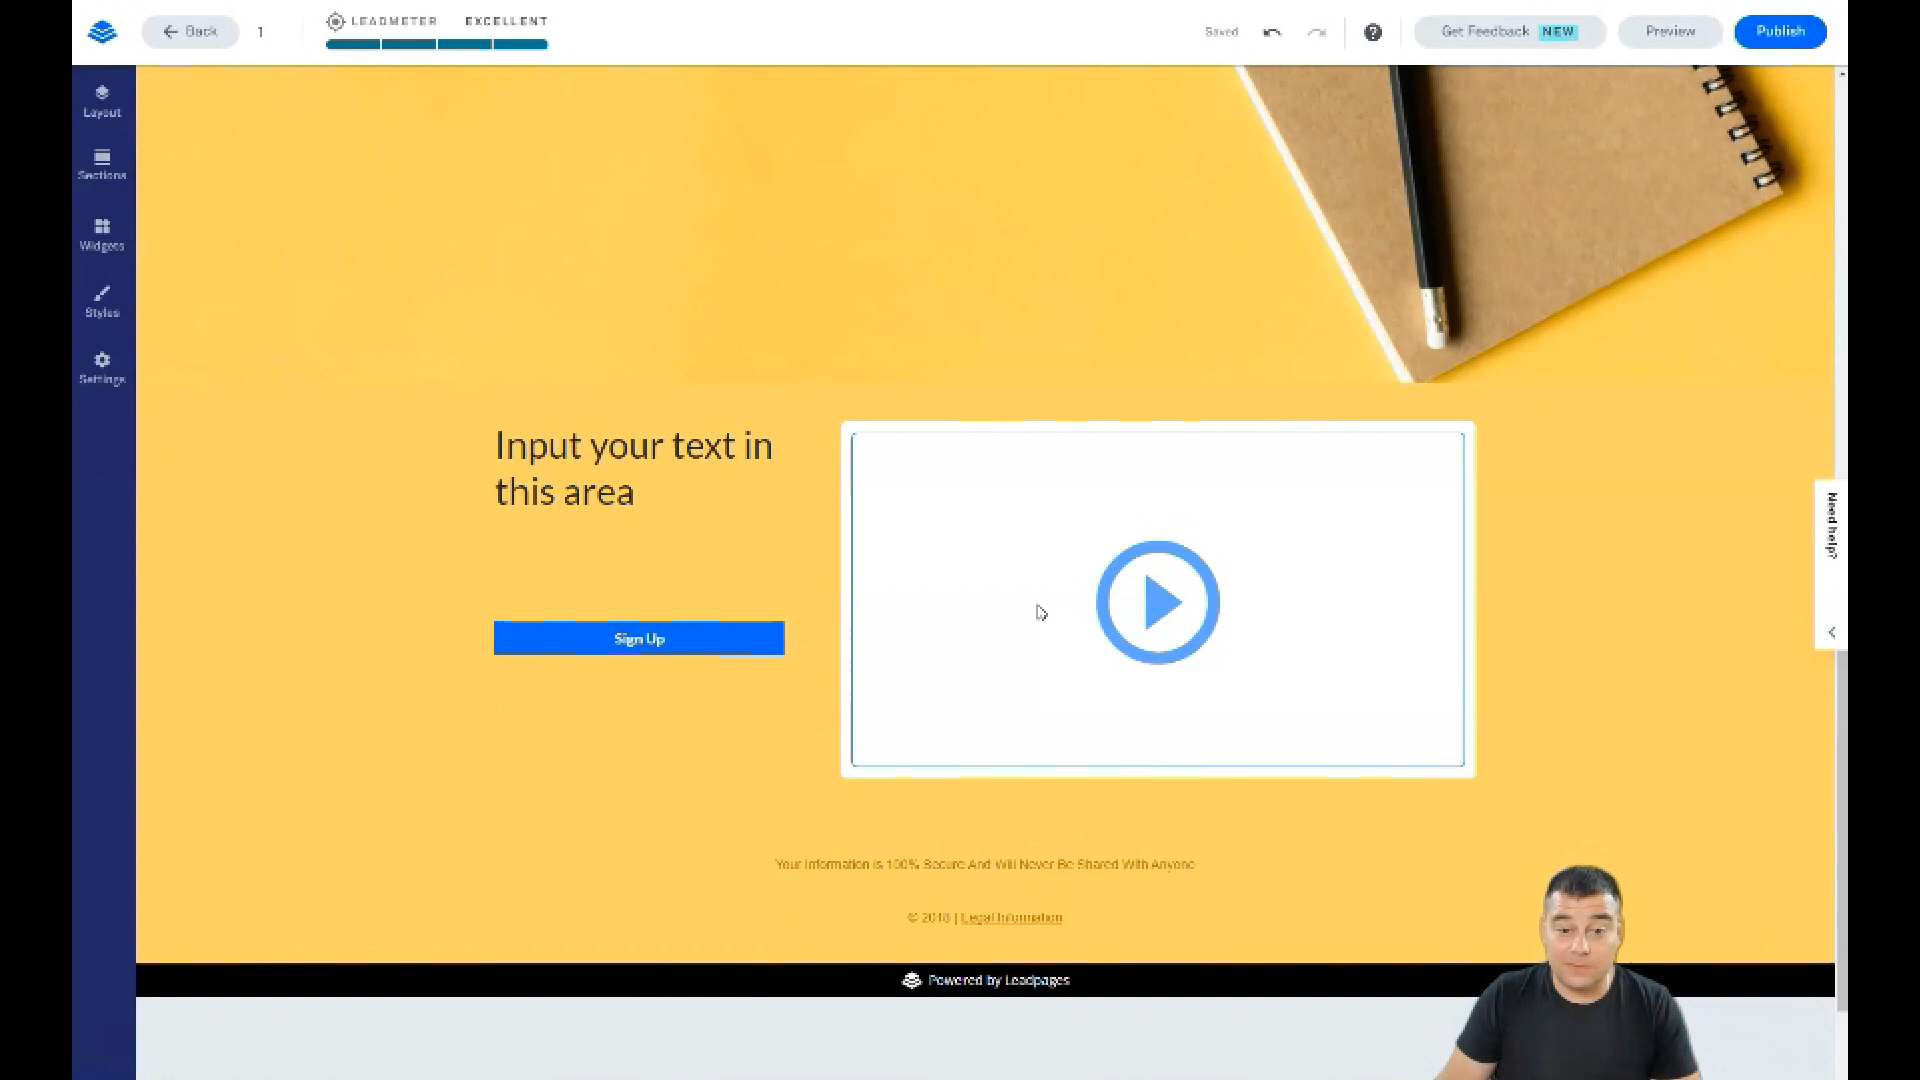 Back
1
LEADMETER EXCELLENT
Saved
Get Feedback NEW
Preview
Publish
Layout
Sections
Widgets
Styles
Settings
Input your text in
this area
Sign Up
Need help?
Your Information is 100% Secure And Will Never Be Shared With Anyone
© 2018 | Legal Information
Powered by Leadpages